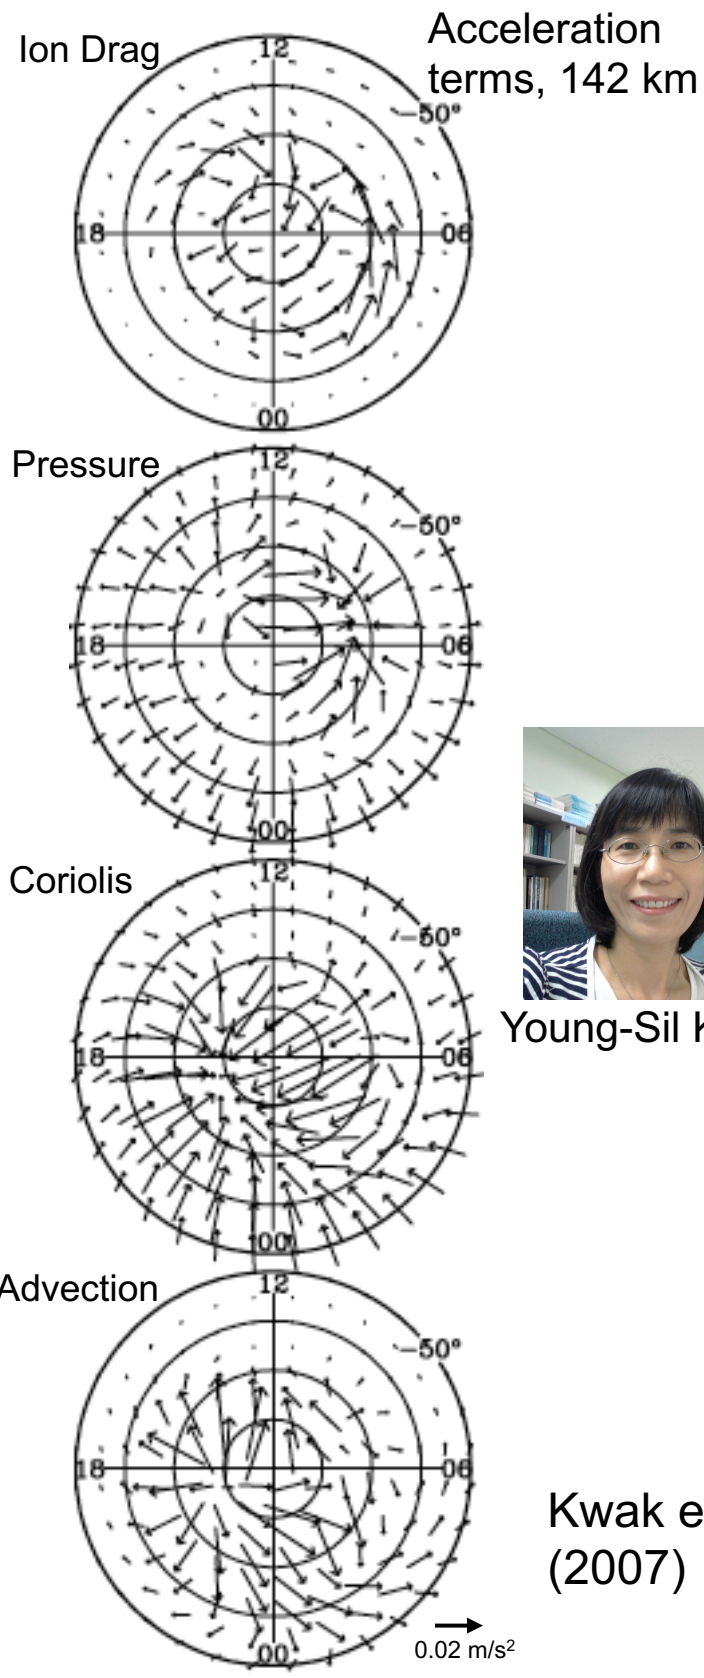 Ion Drag
Acceleration
terms, 142 km
12
-50°
18
06
00
Pressure
12
-50°
18
06
00
Coriolis
12
-50°
18
06
00
Young-Sil
Advection
12
-50°
18
06
00
Kwak
(2007)
0.02 m/s²